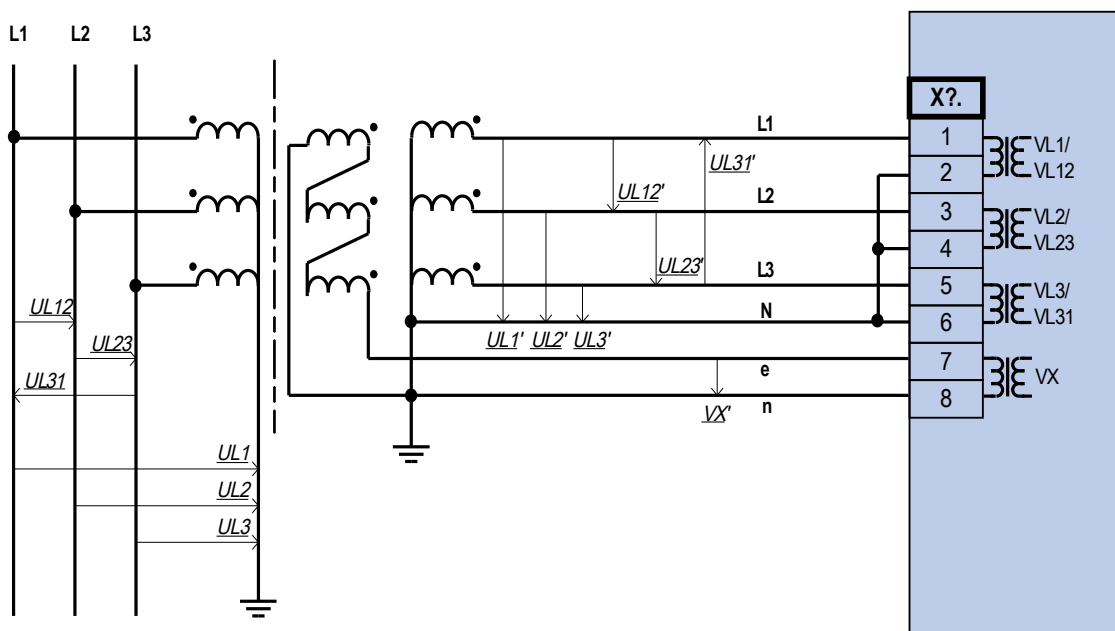 L1 L2 L3
X?.
L1
1
VL1/
UL31'
2
VL12
UL12'
L2
3
VL2/
4
VL23
UL23'
L3
5
VL3/
UL12
N
6
VL31
UL1' UL2' UL3'
UL23
7
e
UL31
VX
8
n
VX'
UL1
UL2
UL3